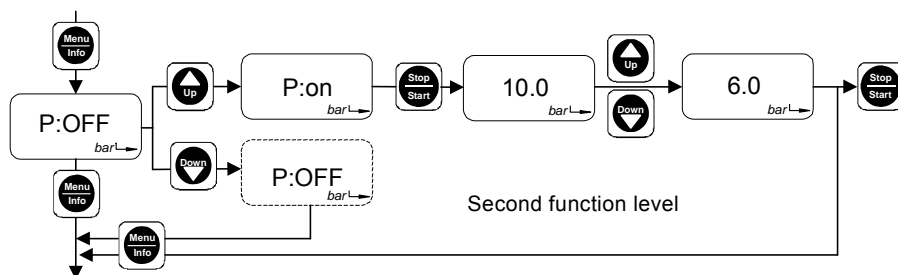 Menu
Info
P:OFF
bar
Up
P:on
bar
Stop
Start
10.0
bar
Up
Down
6.0
bar
Stop
Start
Down
P:OFF
bar
Menu
Info
Second function level
Menu
Info